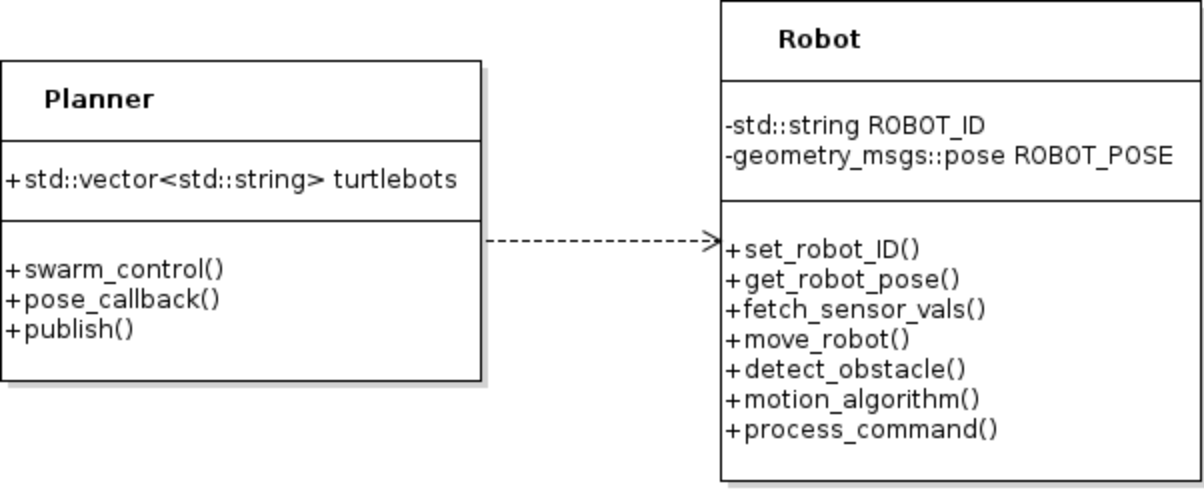 Planner
+std::vector<std::string> turtlebots
+swarm_control()
+pose_callback()
+publish()
Robot
-std::string ROBOT_ID
-geometry_msgs::pose ROBOT_POSE
+set_robot_ID()
+get_robot_pose()
+fetch_sensor_vals()
+move_robot()
+detect_obstacle()
+motion_algorithm()
+process_command()